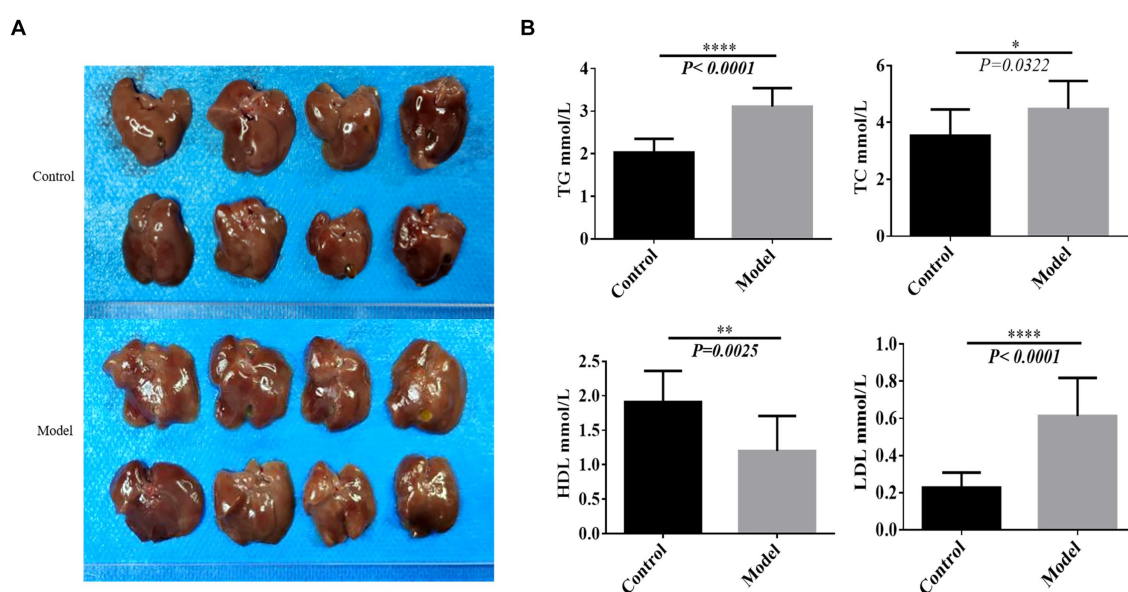 A
Control
Model
B
****
P< 0.0001
TG mmol/L
4
3
2
1
0
Control
Model
*
P=0.0322
TC mmol/L
6
4
2
0
Control
Model
**
P=0.0025
HDL mmol/L
2.5
2.0
1.5
1.0
0.5
0.0
Control
Model
****
P< 0.0001
LDL mmol/L
1.0
0.8
0.6
0.4
0.2
0.0
Control
Model